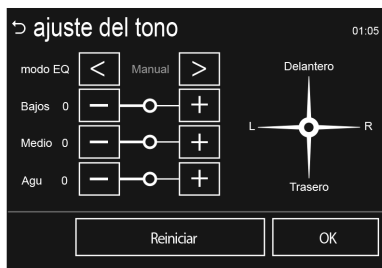 ajuste del tono
01:05
modo EQ
Manual
Bajos 0
Medio 0
Agu 0
Delantero
L
R
Trasero
Reiniciar
OK